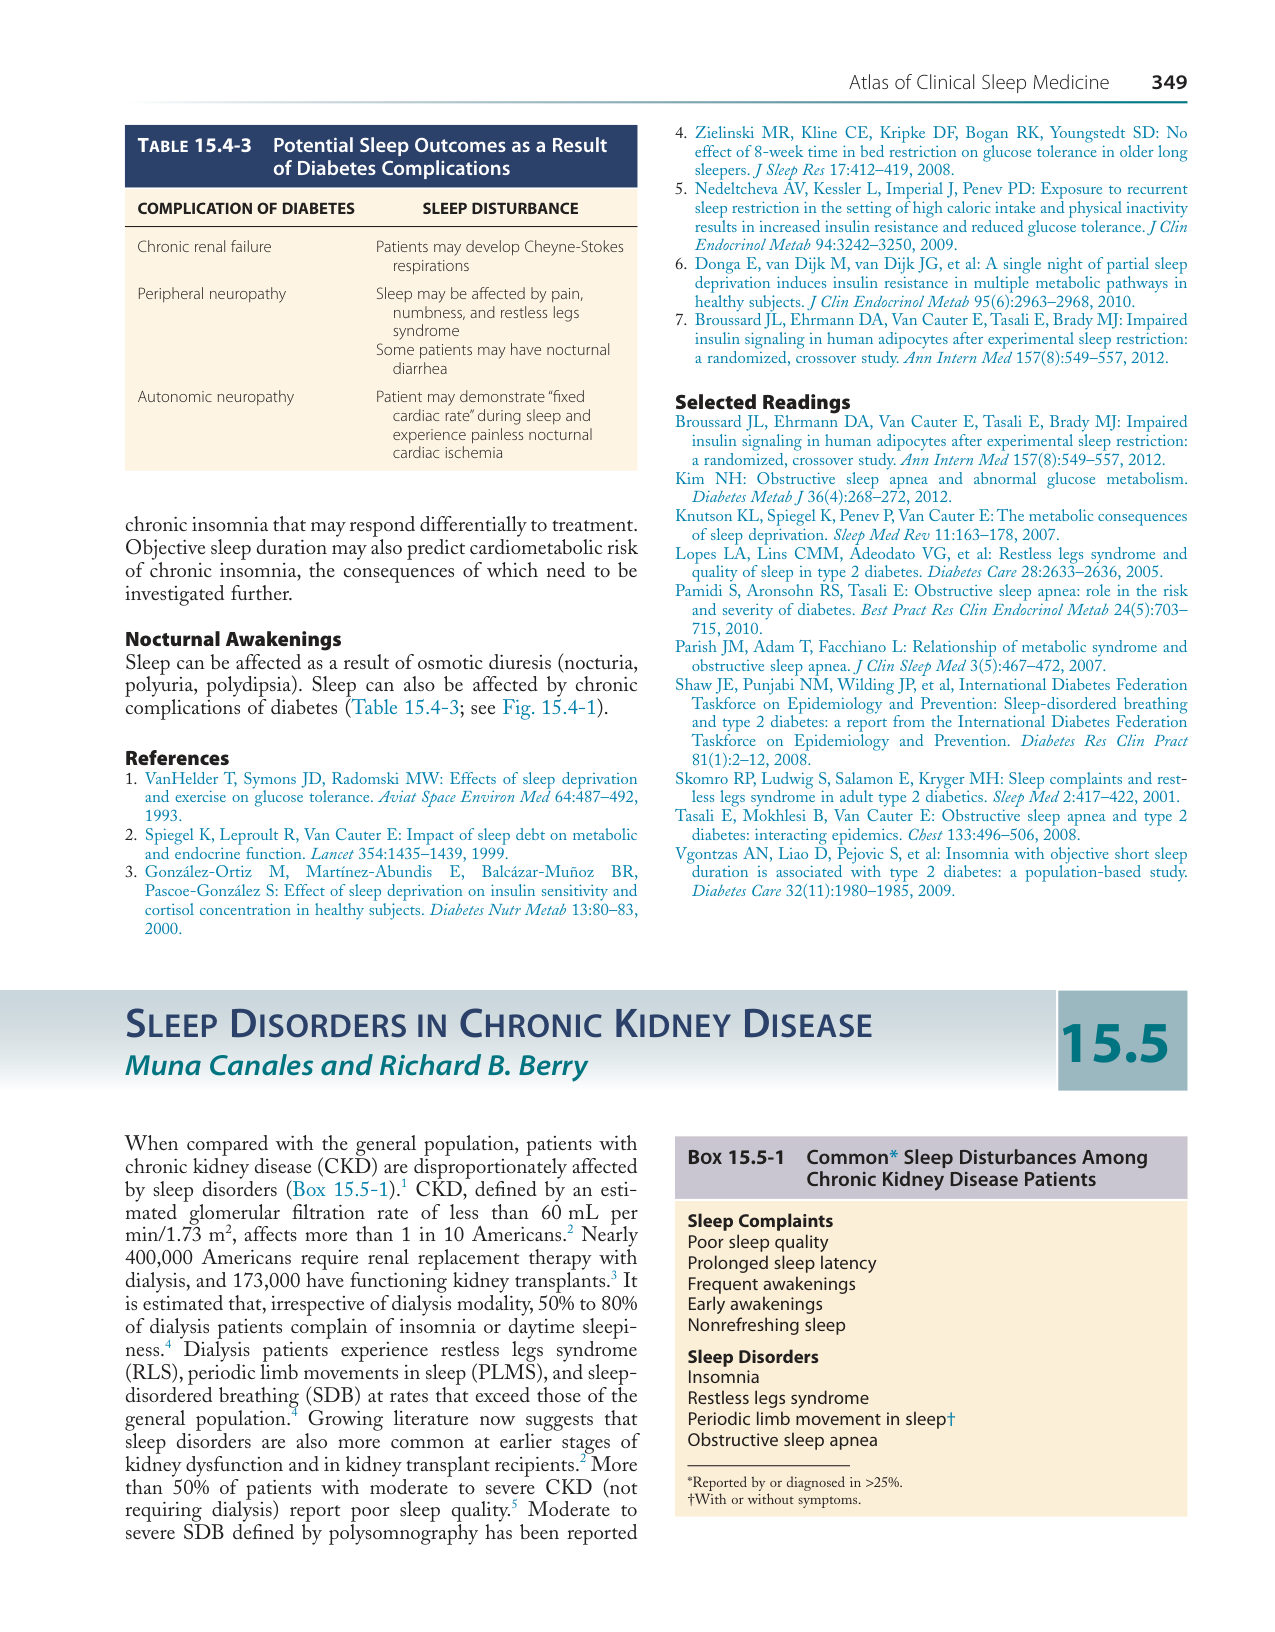 Atlas of Clinical Sleep Medicine 349
TABLE 15.4-3 Potential Sleep Outcomes as a Result
of Diabetes Complications
COMPLICATION OF DIABETES SLEEP DISTURBANCE
Chronic renal failure Patients may develop Cheyne-Stokes
respirations
Peripheral neuropathy Sleep may be affected by pain,
numbness, and restless legs
syndrome
Some patients may have nocturnal
diarrhea
Autonomic neuropathy Patient may demonstrate “fixed
cardiac rate” during sleep and
experience painless nocturnal
cardiac ischemia
chronic insomnia that may respond differentially to treatment.
Objective sleep duration may also predict cardiometabolic risk
of chronic insomnia, the consequences of which need to be
investigated further.
Nocturnal Awakenings
Sleep can be affected as a result of osmotic diuresis (nocturia,
polyuria, polydipsia). Sleep can also be affected by chronic
complications of diabetes (Table 15.4-3; see Fig. 15.4-1).
References
1. VanHelder T, Symons JD, Radomski MW: Effects of sleep deprivation
and exercise on glucose tolerance. Aviat Space Environ Med 64:487–492,
1993.
2. Spiegel K, Leproult R, Van Cauter E: Impact of sleep debt on metabolic
and endocrine function. Lancet 354:1435–1439, 1999.
3. González-Ortiz M, Martínez-Abundis E, Balcázar-Muñoz BR,
Pascoe-González S: Effect of sleep deprivation on insulin sensitivity and
cortisol concentration in healthy subjects. Diabetes Nutr Metab 13:80–83,
2000.
4. Zielinski MR, Kline CE, Kripke DF, Bogan RK, Youngstedt SD: No
effect of 8-week time in bed restriction on glucose tolerance in older long
sleepers. J Sleep Res 17:412–419, 2008.
5. Nedeltcheva AV, Kessler L, Imperial J, Penev PD: Exposure to recurrent
sleep restriction in the setting of high caloric intake and physical inactivity
results in increased insulin resistance and reduced glucose tolerance. J Clin
Endocrinol Metab 94:3242–3250, 2009.
6. Donga E, van Dijk M, van Dijk JG, et al: A single night of partial sleep
deprivation induces insulin resistance in multiple metabolic pathways in
healthy subjects. J Clin Endocrinol Metab 95(6):2963–2968, 2010.
7. Broussard JL, Ehrmann DA, Van Cauter E, Tasali E, Brady MJ: Impaired
insulin signaling in human adipocytes after experimental sleep restriction:
a randomized, crossover study. Ann Intern Med 157(8):549–557, 2012.
Selected Readings
Broussard JL, Ehrmann DA, Van Cauter E, Tasali E, Brady MJ: Impaired
insulin signaling in human adipocytes after experimental sleep restriction:
a randomized, crossover study. Ann Intern Med 157(8):549–557, 2012.
Kim NH: Obstructive sleep apnea and abnormal glucose metabolism.
Diabetes Metab J 36(4):268–272, 2012.
Knutson KL, Spiegel K, Penev P, Van Cauter E: The metabolic consequences
of sleep deprivation. Sleep Med Rev 11:163–178, 2007.
Lopes LA, Lins CMM, Adeodato VG, et al: Restless legs syndrome and
quality of sleep in type 2 diabetes. Diabetes Care 28:2633–2636, 2005.
Pamidi S, Aronsohn RS, Tasali E: Obstructive sleep apnea: role in the risk
and severity of diabetes. Best Pract Res Clin Endocrinol Metab 24(5):703–
715, 2010.
Parish JM, Adam T, Facchiano L: Relationship of metabolic syndrome and
obstructive sleep apnea. J Clin Sleep Med 3(5):467–472, 2007.
Shaw JE, Punjabi NM, Wilding JP, et al, International Diabetes Federation
Taskforce on Epidemiology and Prevention: Sleep-disordered breathing
and type 2 diabetes: a report from the International Diabetes Federation
Taskforce on Epidemiology and Prevention. Diabetes Res Clin Pract
81(1):2–12, 2008.
Skomro RP, Ludwig S, Salamon E, Kryger MH: Sleep complaints and rest-
less legs syndrome in adult type 2 diabetics. Sleep Med 2:417–422, 2001.
Tasali E, Mokhlesi B, Van Cauter E: Obstructive sleep apnea and type 2
diabetes: interacting epidemics. Chest 133:496–506, 2008.
Vgontzas AN, Liao D, Pejovic S, et al: Insomnia with objective short sleep
duration is associated with type 2 diabetes: a population-based study.
Diabetes Care 32(11):1980–1985, 2009.
SLEEP DISORDERS IN CHRONIC KIDNEY DISEASE
Muna Canales and Richard B. Berry
15.5
When compared with the general population, patients with
chronic kidney disease (CKD) are disproportionately affected
by sleep disorders (Box 15.5-1).1 CKD, defined by an esti-
mated glomerular filtration rate of less than 60 mL per
min/1.73 m2, affects more than 1 in 10 Americans.2 Nearly
400,000 Americans require renal replacement therapy with
dialysis, and 173,000 have functioning kidney transplants.3 It
is estimated that, irrespective of dialysis modality, 50% to 80%
of dialysis patients complain of insomnia or daytime sleepi-
ness.4 Dialysis patients experience restless legs syndrome
(RLS), periodic limb movements in sleep (PLMS), and sleep-
disordered breathing (SDB) at rates that exceed those of the
general population.4 Growing literature now suggests that
sleep disorders are also more common at earlier stages of
kidney dysfunction and in kidney transplant recipients.2 More
than 50% of patients with moderate to severe CKD (not
requiring dialysis) report poor sleep quality.5 Moderate to
severe SDB defined by polysomnography has been reported
BOX 15.5-1 Common* Sleep Disturbances Among
Chronic Kidney Disease Patients
Sleep Complaints
Poor sleep quality
Prolonged sleep latency
Frequent awakenings
Early awakenings
Nonrefreshing sleep
Sleep Disorders
Insomnia
Restless legs syndrome
Periodic limb movement in sleep†
Obstructive sleep apnea
*Reported by or diagnosed in >25%.
†With or without symptoms.